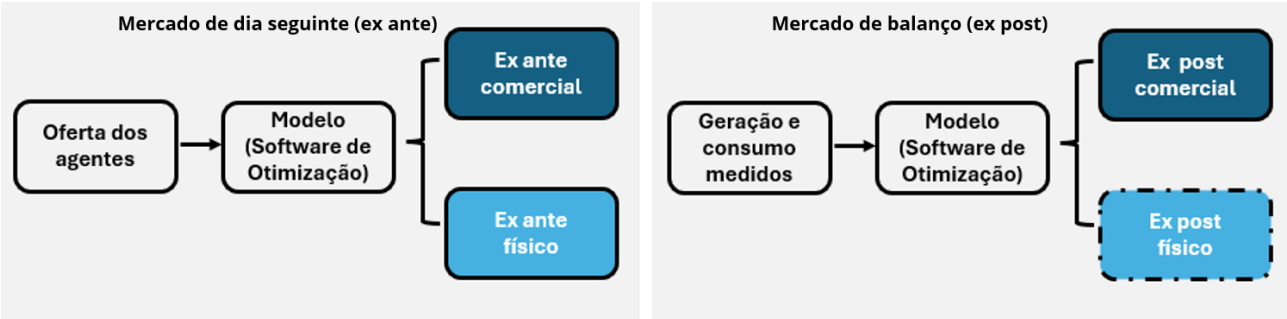 Mercado de dia seguinte (ex ante)
Oferta dos
agentes
Modelo
(Software de
Otimização)
Ex ante
comercial
Ex ante
físico
Mercado de balanço (ex post)
Geração e
consumo
medidos
Modelo
(Software de
Otimização)
Ex post
comercial
Ex post
físico